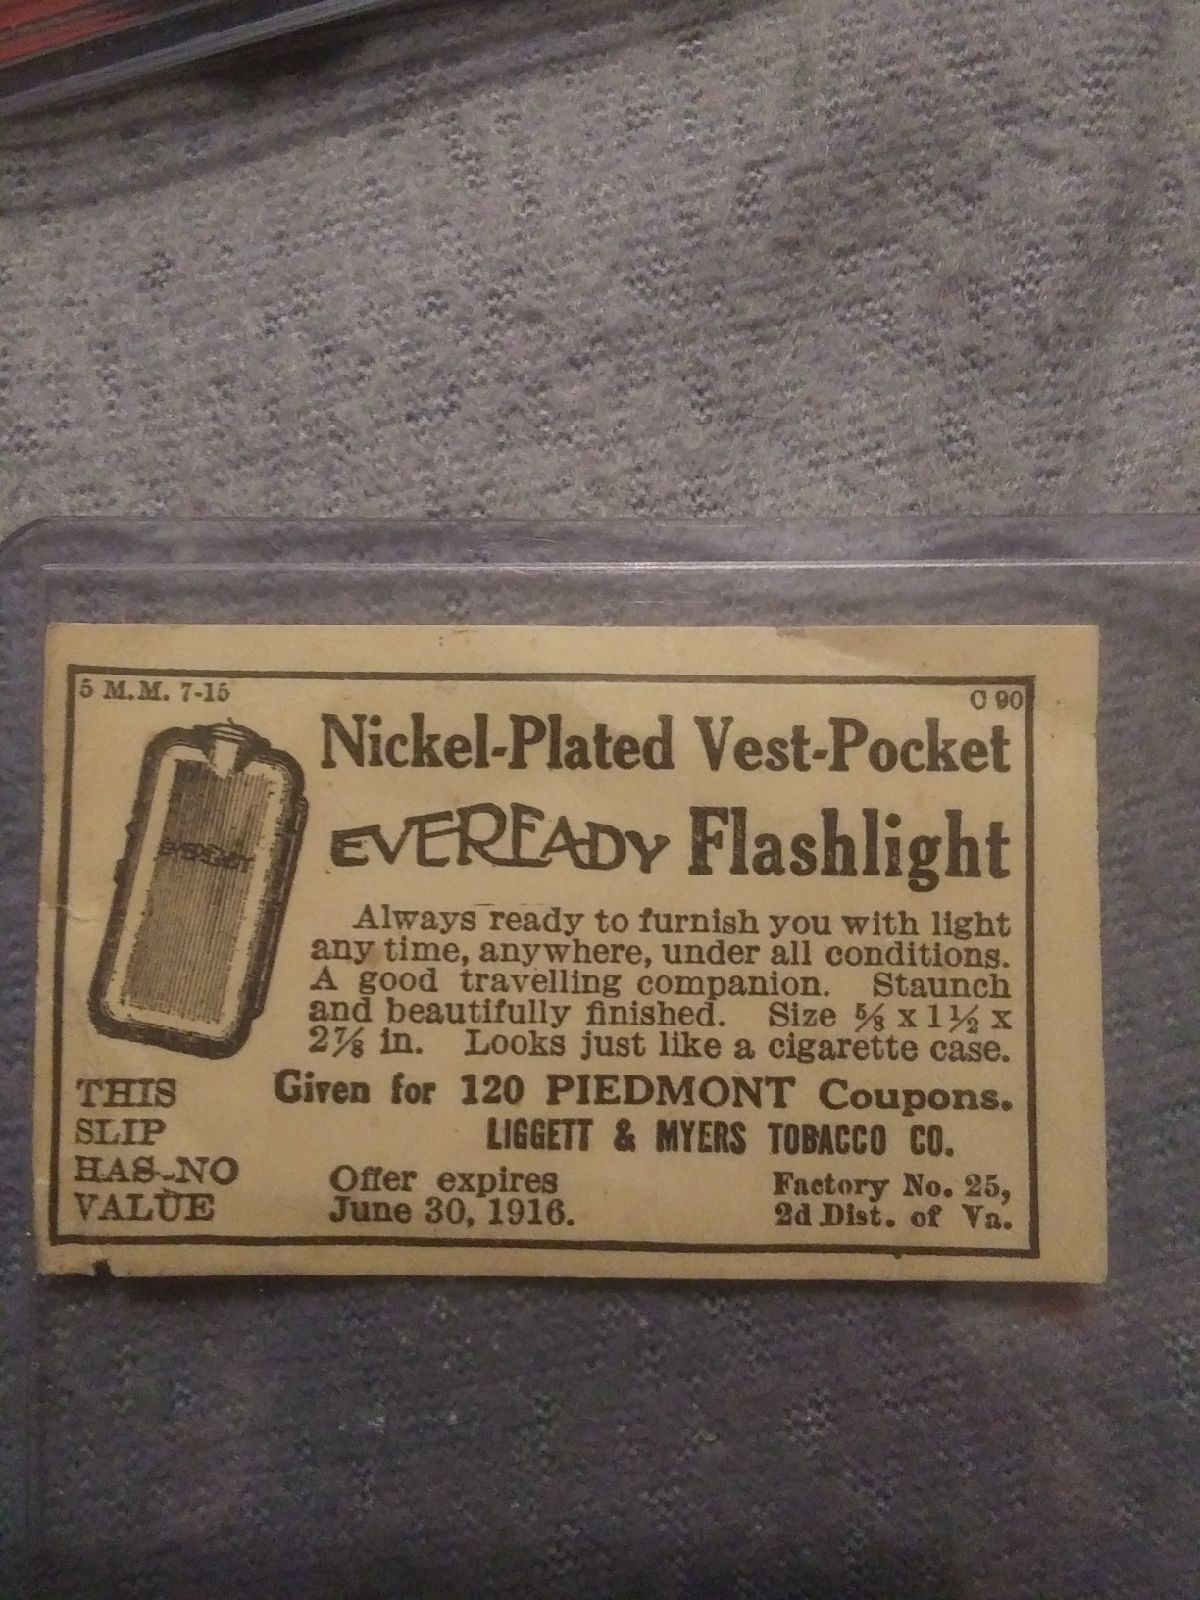 5 M.M. 7-15
C 90
Nickel-Plated Vest-Pocket
EVEREADY Flashlight
EVEREADY
Always ready to furnish you with light
any time, anywhere, under all conditions.
A good travelling companion. Staunch
and beautifully finished. Size ⅝ x 1½ x
2⅞ in. Looks just like a cigarette case.
Given for 120 PIEDMONT Coupons.
LIGGETT & MYERS TOBACCO CO.
THIS
SLIP
HAS NO
VALUE
Offer expires
June 30, 1916.
Factory No. 25,
2d Dist. of Va.